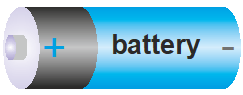 + battery -